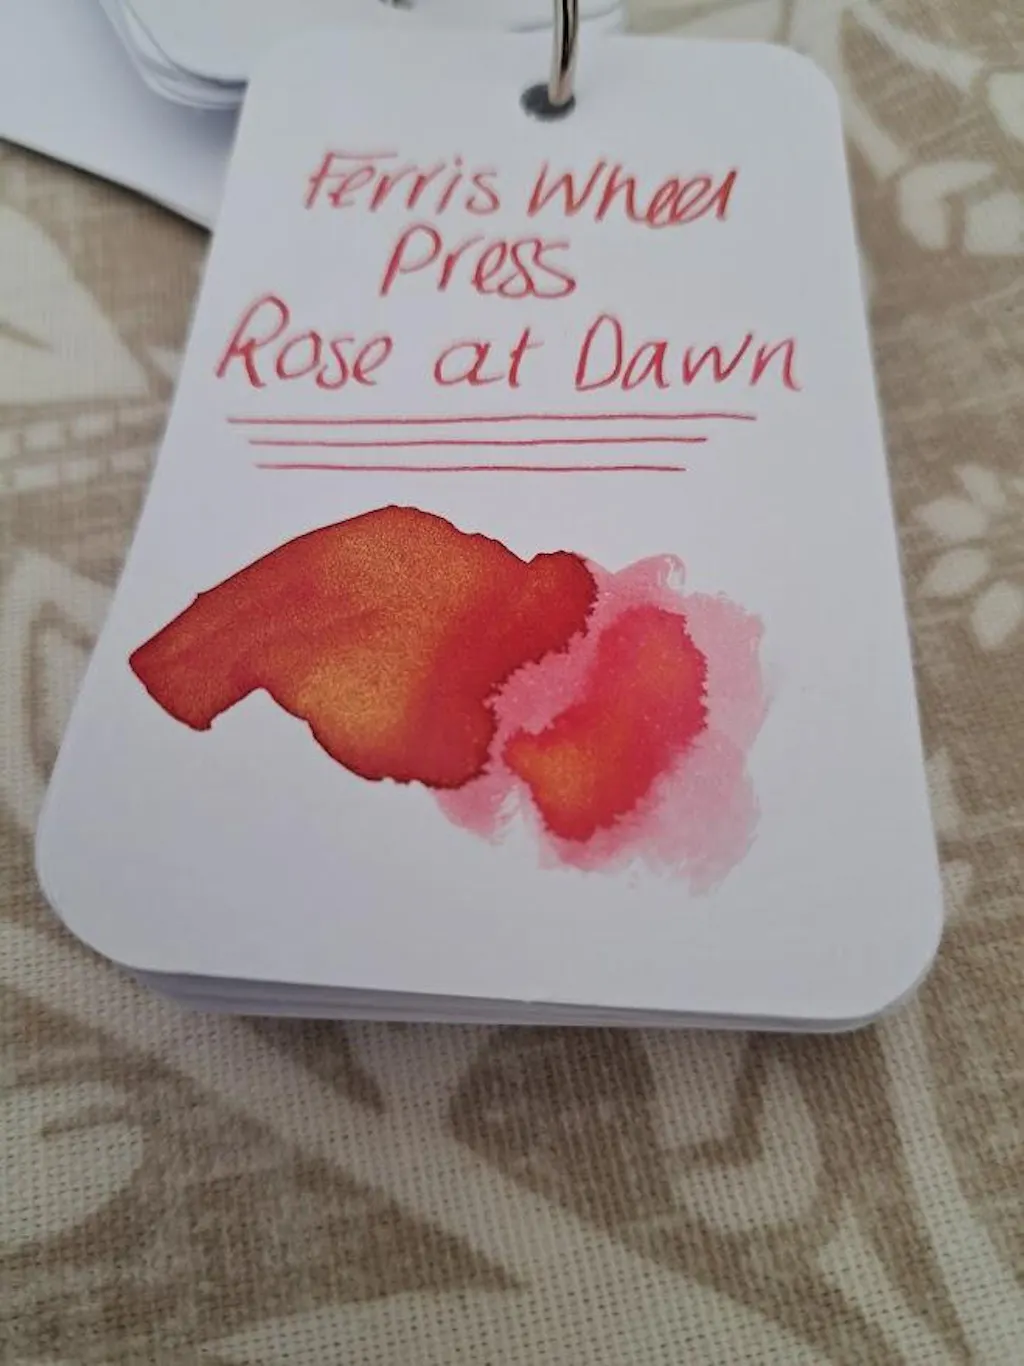 Ferris Wheel
Press
Rose at Dawn